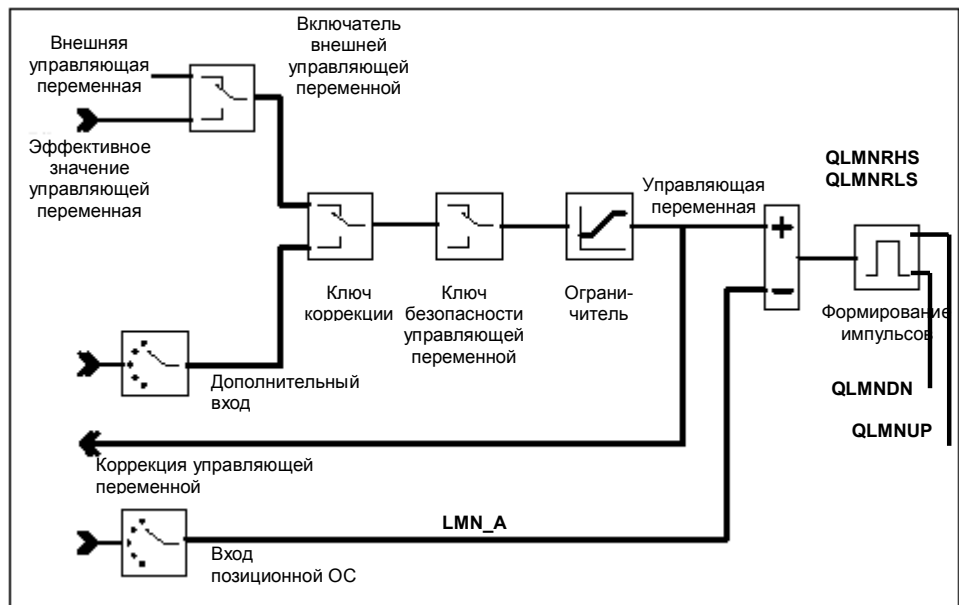 Внешняя
управляющая
переменная
Включатель
внешней
управляющей
переменной
Эффективное
значение
управляющей
переменная
QLMNRHS
QLMNRLS
Управляющая
переменная
Ключ
коррекции
Ключ
безопасности
управляющей
переменной
Ограни-
читель
Формирование
импульсов
Дополнительный
вход
QLMNDN
QLMNUP
Коррекция управляющей
переменной
LMN_A
Вход
позиционной ОС